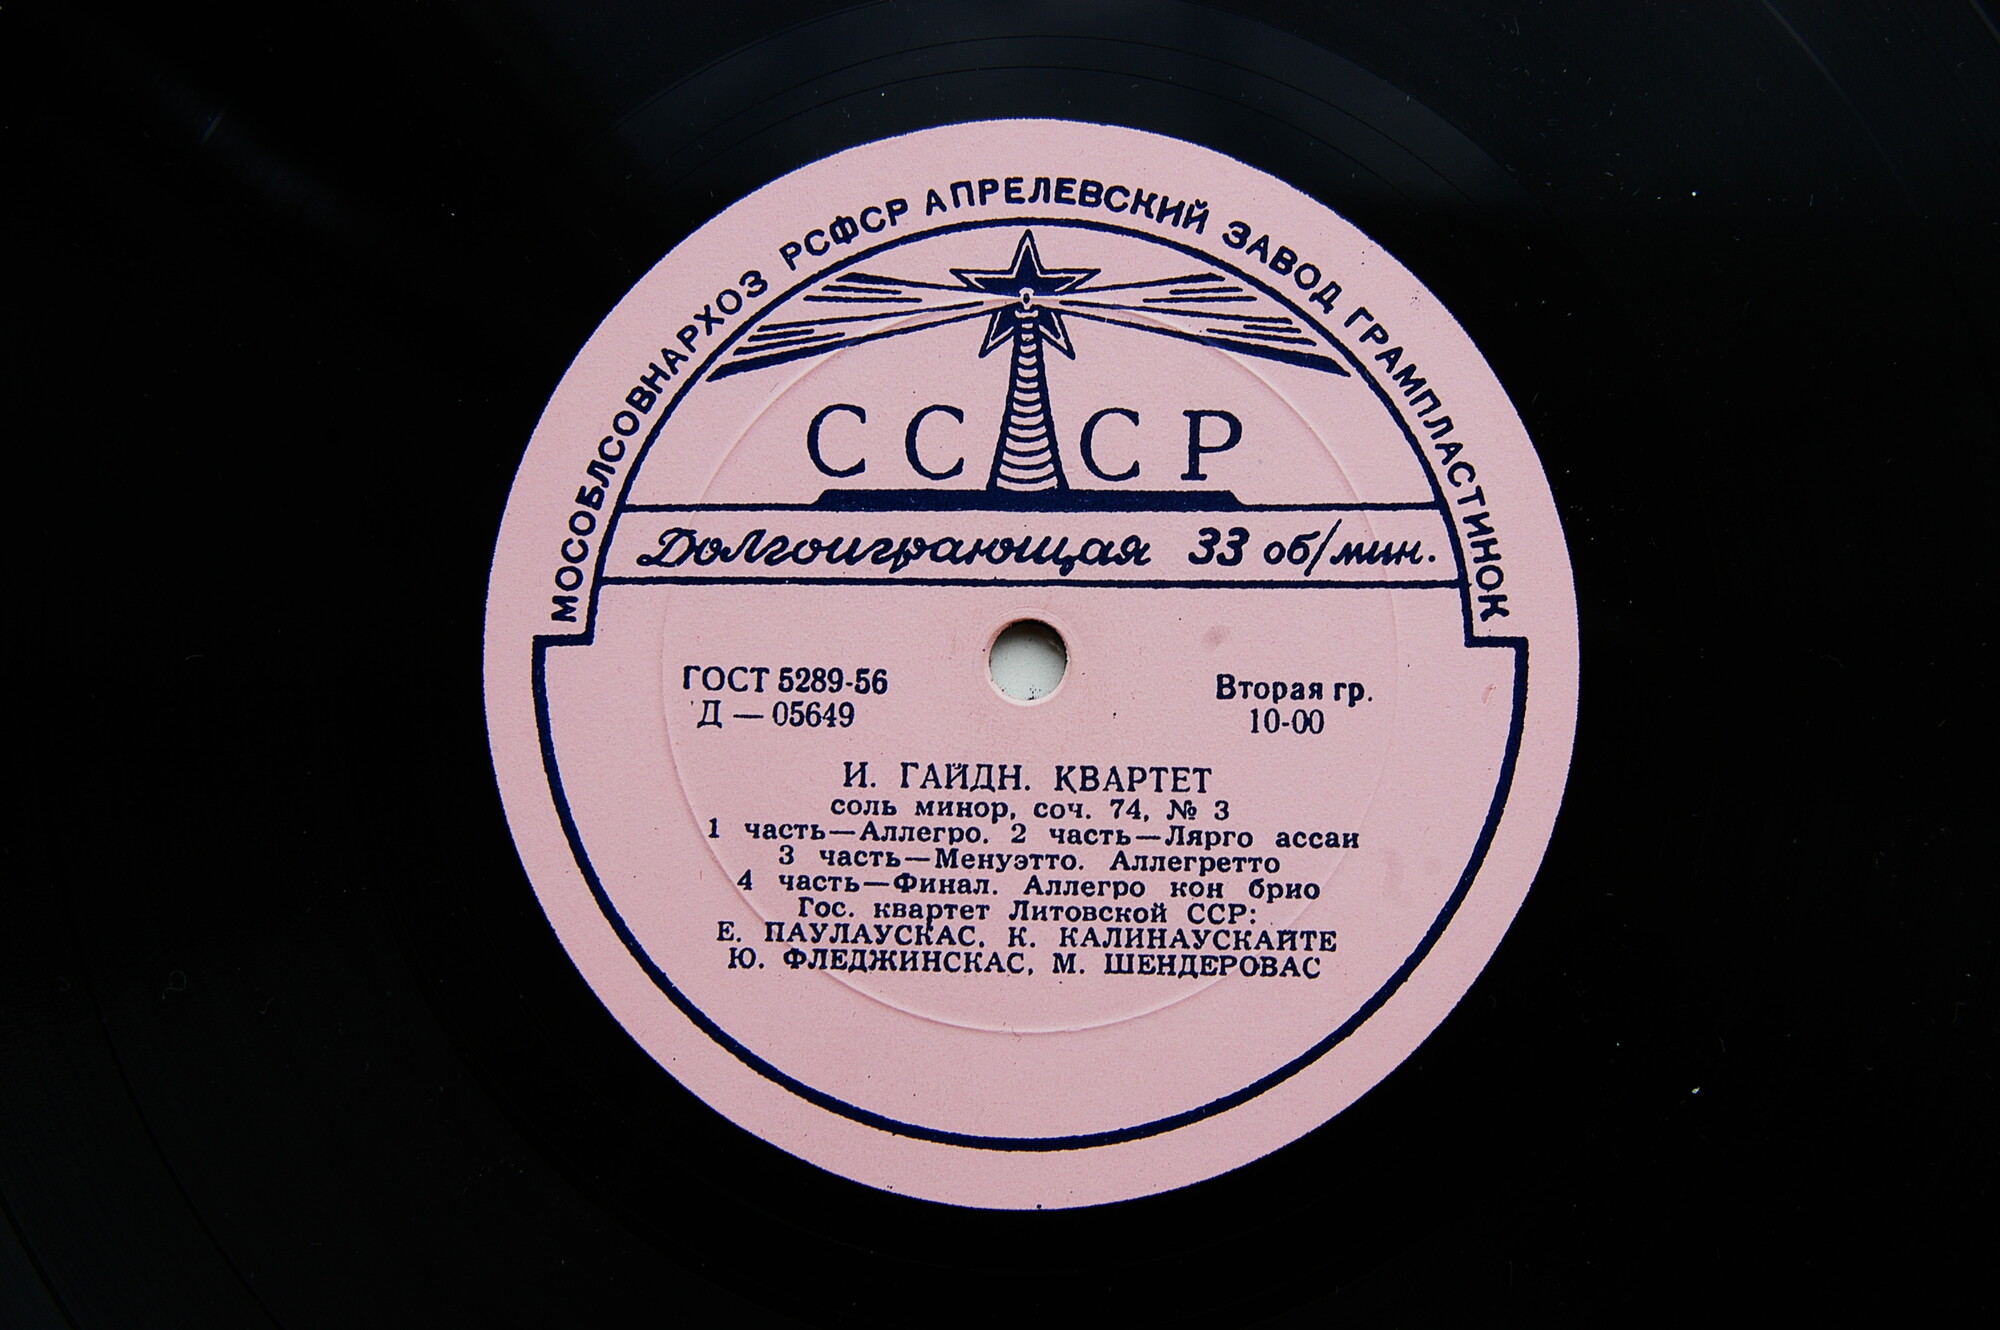 МОСОБЛСОВНАРХОЗ РСФСР АПРЕЛЕВСКИЙ ЗАВОД ГРАМПЛАСТИНОК
СССР
Долгоиграющая 33 об/мин.
ГОСТ 5289-56
Д — 05649
Вторая гр.
10-00
И. ГАЙДН. КВАРТЕТ
соль минор, соч. 74, № 3
1 часть—Аллегро. 2 часть—Лярго ассаи
3 часть—Менуэтто. Аллегретто
4 часть—Финал. Аллегро кон брио
Гос. квартет Литовской ССР:
Е. ПАУЛАУСКАС, К. КАЛИНАУСКАЙТЕ
Ю. ФЛЕДЖИНСКАС, М. ШЕНДЕРОВАС